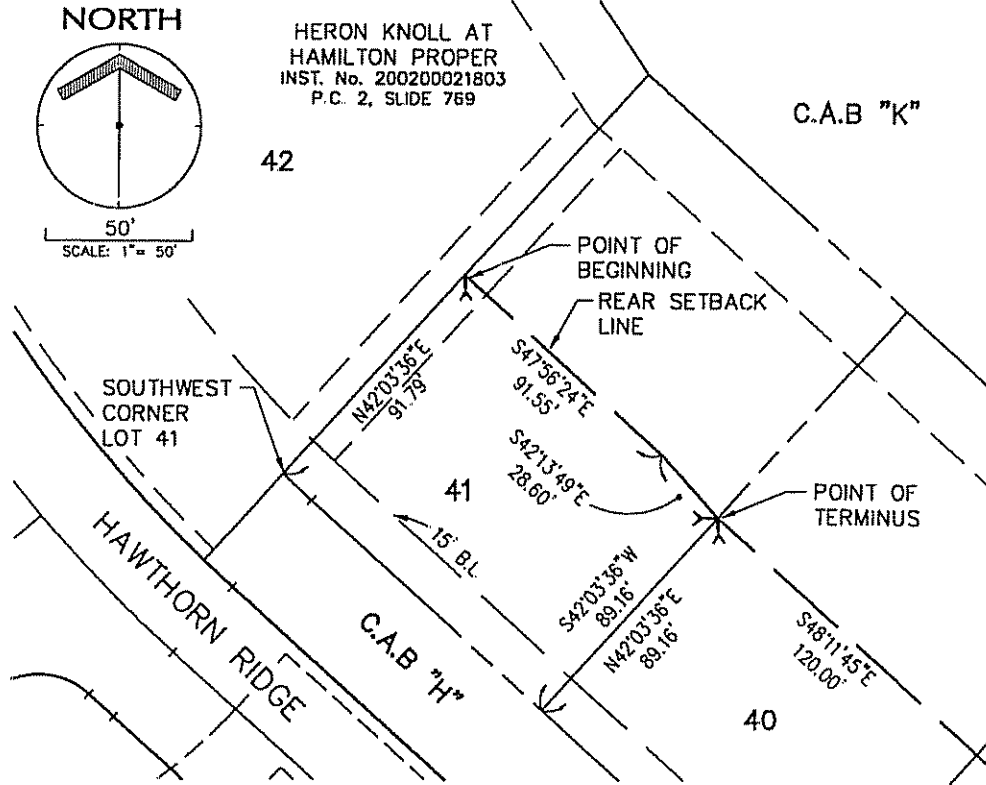 NORTH
50'
SCALE: 1"= 50'
HERON KNOLL AT
HAMILTON PROPER
INST. No. 200200021803
P.C. 2, SLIDE 769
C.A.B "K"
42
POINT OF
BEGINNING
REAR SETBACK
LINE
N42°03'36"E
91.79'
S47°56'24"E
91.55'
SOUTHWEST
CORNER
LOT 41
S42°13'49"E
28.60'
41
POINT OF
TERMINUS
15' B.L.
HAWTHORN RIDGE
C.A.B "H"
S42°03'36"W
89.16'
N42°03'36"E
89.16'
S48°11'45"E
120.00'
40